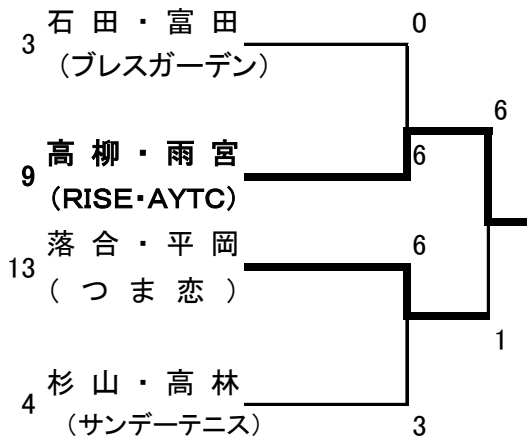 石田・富田 0
3
(ブレスガーデン)
6
高柳・雨宮 6
9
(RISE・AYTC)
落合・平岡 6
13
(つま恋)
1
杉山・高林
4
(サンデーテニス) 3